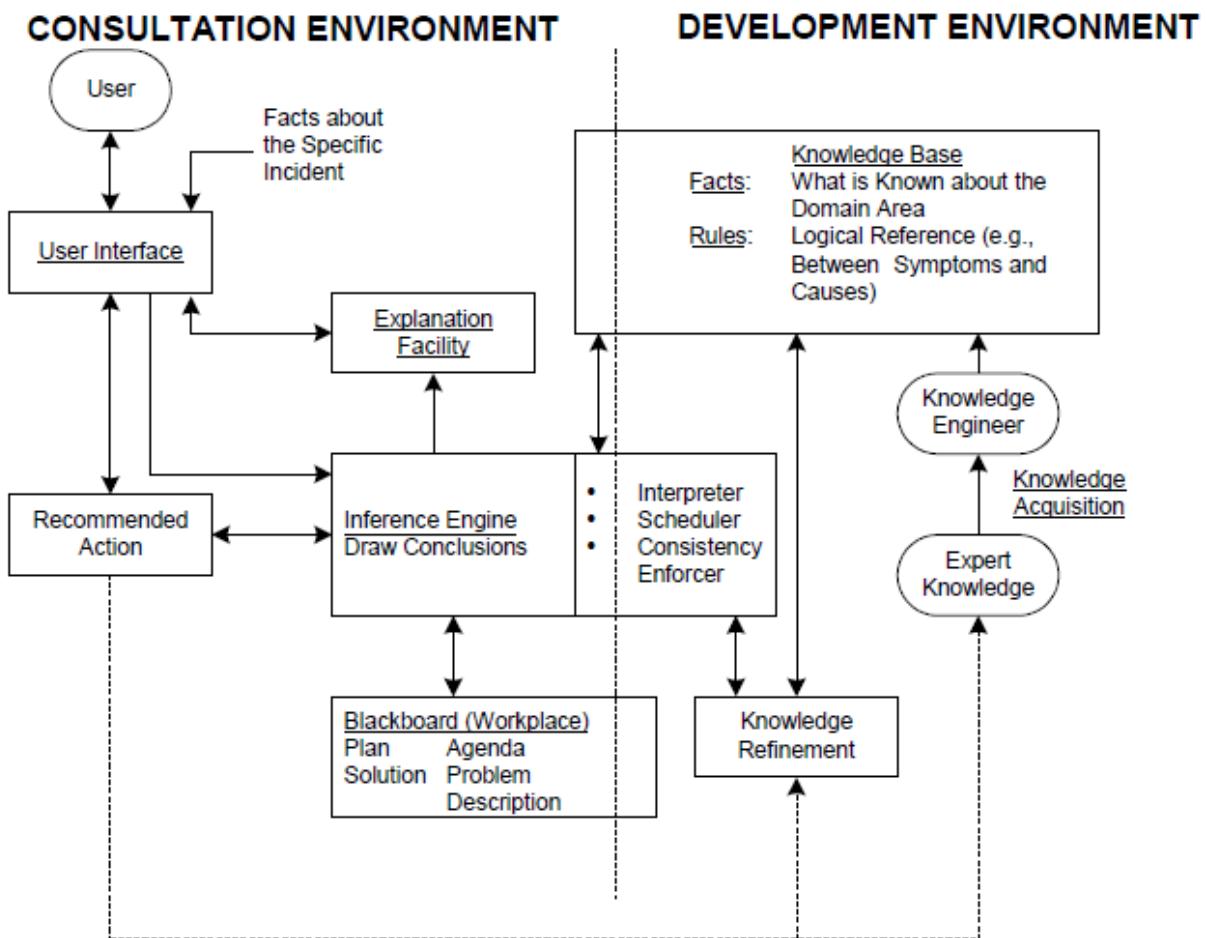 CONSULTATION ENVIRONMENT
DEVELOPMENT ENVIRONMENT
User
Facts about
the Specific
Incident
User Interface
Explanation
Facility
Knowledge Base
Facts: What is Known about the
Domain Area
Rules: Logical Reference (e.g.,
Between Symptoms and
Causes)
Knowledge
Engineer
Knowledge
Acquisition
Expert
Knowledge
Recommended
Action
Inference Engine
Draw Conclusions
• Interpreter
• Scheduler
• Consistency
Enforcer
Blackboard (Workplace)
Plan Agenda
Solution Problem
Description
Knowledge
Refinement